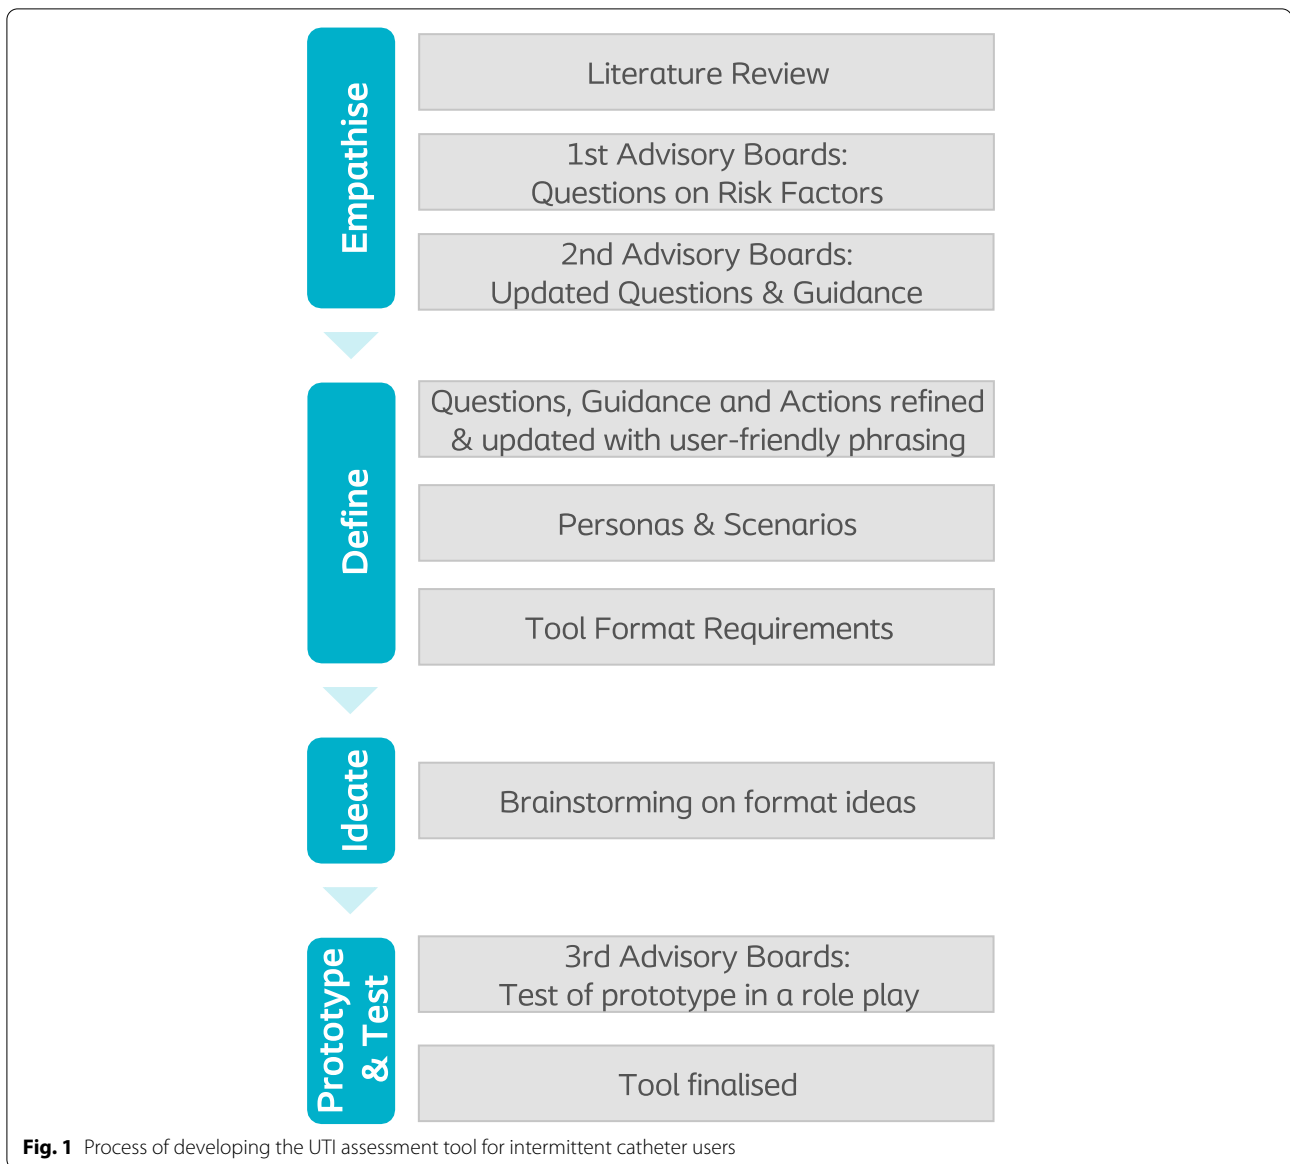 Empathise
Literature Review
1st Advisory Boards:
Questions on Risk Factors
2nd Advisory Boards:
Updated Questions & Guidance
Define
Questions, Guidance and Actions refined
& updated with user-friendly phrasing
Personas & Scenarios
Tool Format Requirements
Ideate
Brainstorming on format ideas
Prototype
& Test
3rd Advisory Boards:
Test of prototype in a role play
Tool finalised
Fig. 1 Process of developing the UTI assessment tool for intermittent catheter users